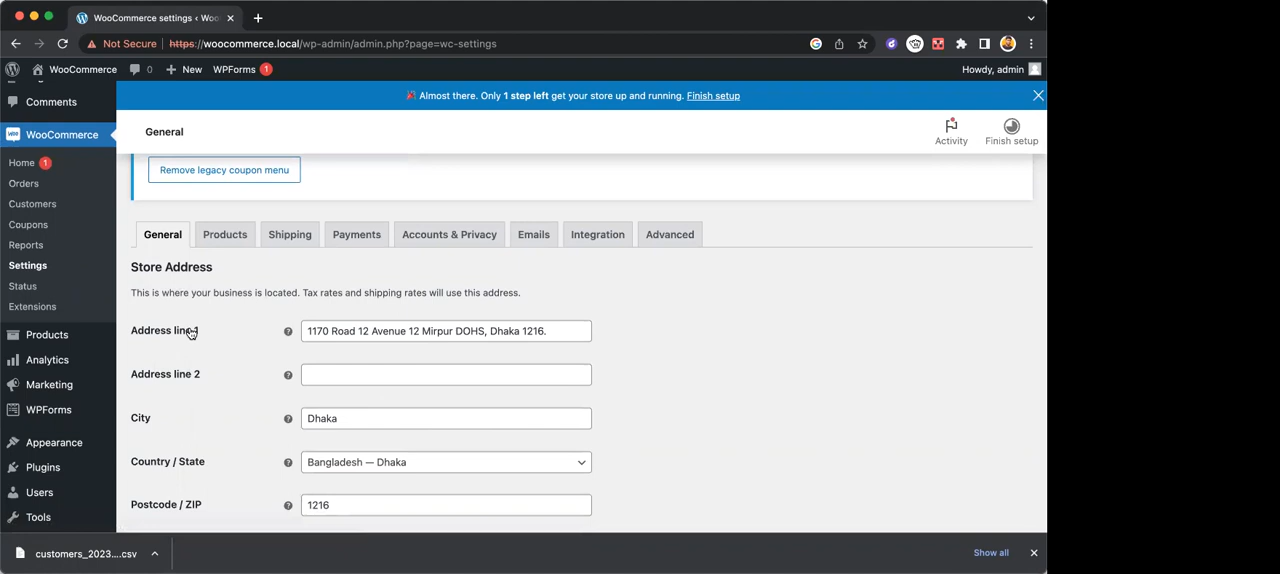 WooCommerce settings ‹ Woo
Not Secure https://woocommerce.local/wp-admin/admin.php?page=wc-settings
WooCommerce 0 New WPForms 1 Howdy, admin
Almost there. Only 1 step left get your store up and running. Finish setup
Comments
WooCommerce
Home 1
Orders
Customers
Coupons
Reports
Settings
Status
Extensions
Products
Analytics
Marketing
WPForms
Appearance
Plugins
Users
Tools
General
Activity
Finish setup
Remove legacy coupon menu
General Products Shipping Payments Accounts & Privacy Emails Integration Advanced
Store Address
This is where your business is located. Tax rates and shipping rates will use this address.
Address line 1 1170 Road 12 Avenue 12 Mirpur DOHS, Dhaka 1216.
Address line 2
City Dhaka
Country / State Bangladesh — Dhaka
Postcode / ZIP 1216
customers_2023....csv
Show all